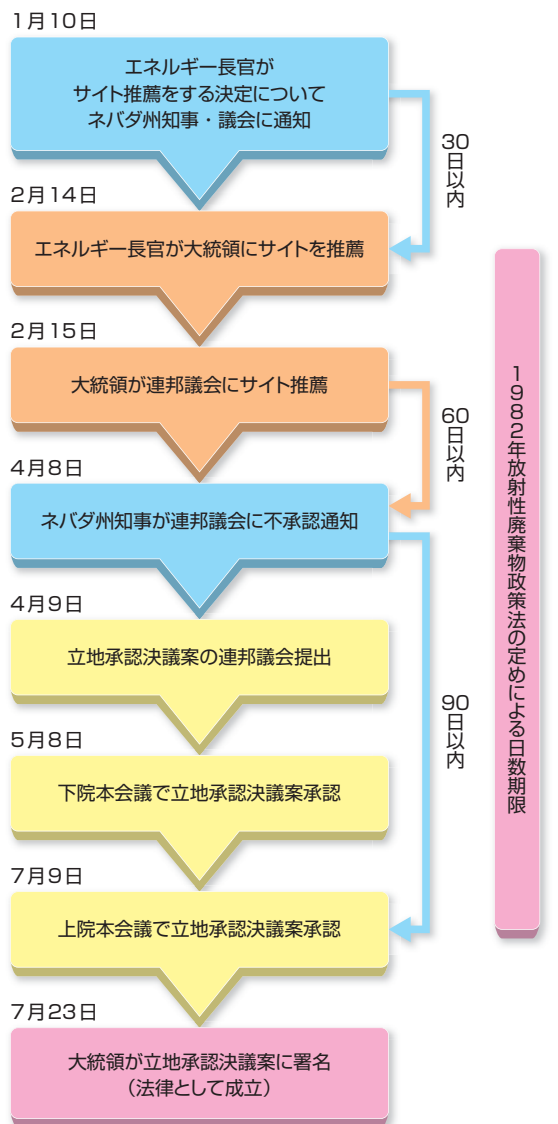 1月10日
エネルギー長官が
サイト推薦をする決定について
ネバダ州知事・議会に通知
30日以内
2月14日
エネルギー長官が大統領にサイトを推薦
2月15日
大統領が連邦議会にサイト推薦
60日以内
4月8日
ネバダ州知事が連邦議会に不承認通知
4月9日
立地承認決議案の連邦議会提出
90日以内
5月8日
下院本会議で立地承認決議案承認
7月9日
上院本会議で立地承認決議案承認
7月23日
大統領が立地承認決議案に署名
（法律として成立）
1982年放射性廃棄物政策法の定めによる日数期限